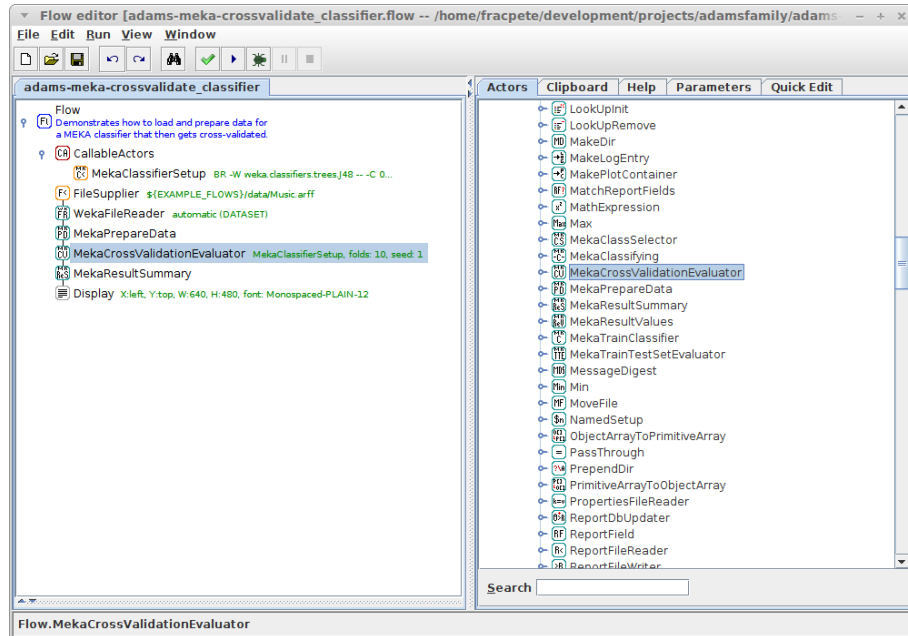 Flow editor [adams-meka-crossvalidate_classifier.flow -- /home/fracpete/development/projects/adamsfamily/adams-
File Edit Run View Window
adams-meka-crossvalidate_classifier
Flow
Demonstrates how to load and prepare data for
a MEKA classifier that then gets cross-validated.
CallableActors
MekaClassifierSetup BR -W weka.classifiers.trees.J48 -- -C 0...
FileSupplier ${EXAMPLE_FLOWS}/data/Music.arff
WekaFileReader automatic (DATASET)
MekaPrepareData
MekaCrossValidationEvaluator MekaClassifierSetup, folds: 10, seed: 1
MekaResultSummary
Display X:left, Y:top, W:640, H:480, font: Monospaced-PLAIN-12
Actors Clipboard Help Parameters Quick Edit
LookUpInit
LookUpRemove
MakeDir
MakeLogEntry
MakePlotContainer
MatchReportFields
MathExpression
Max
MekaClassSelector
MekaClassifying
MekaCrossValidationEvaluator
MekaPrepareData
MekaResultSummary
MekaResultValues
MekaTrainClassifier
MekaTrainTestSetEvaluator
MessageDigest
Min
MoveFile
NamedSetup
ObjectArrayToPrimitiveArray
PassThrough
PrependDir
PrimitiveArrayToObjectArray
PropertiesFileReader
ReportDbUpdater
ReportField
ReportFileReader
ReportFileWriter
Search
Flow.MekaCrossValidationEvaluator